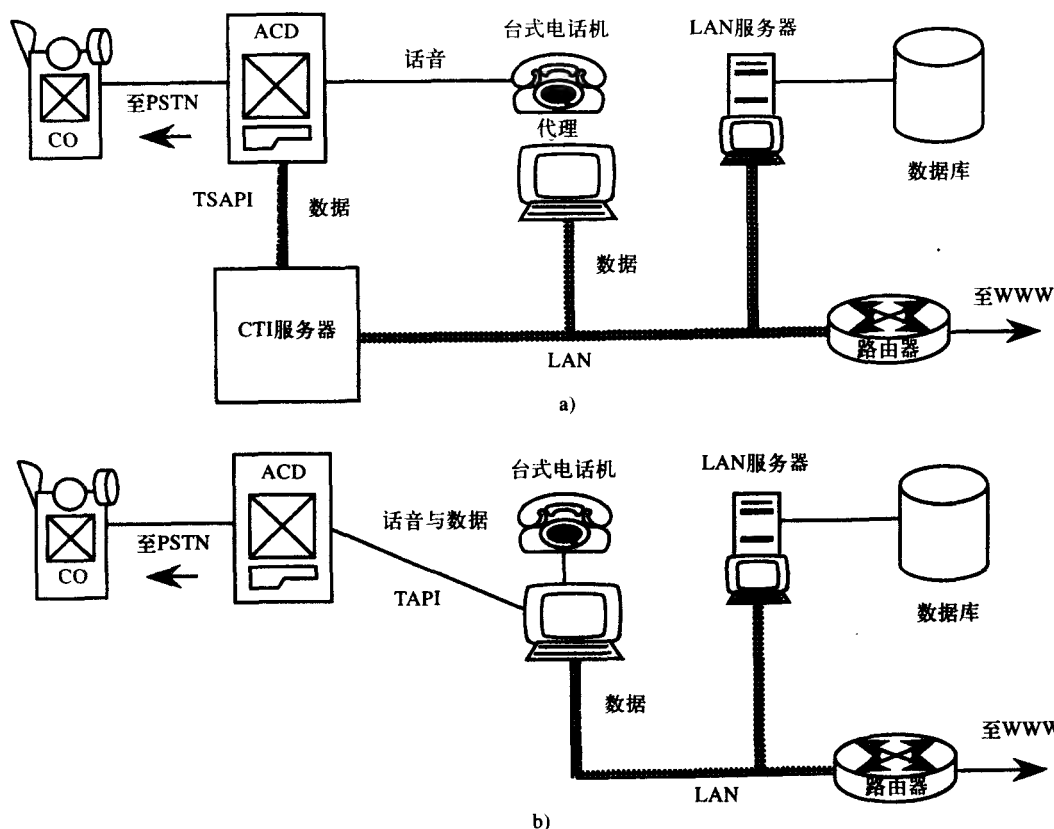 ACD
台式电话机
LAN服务器
话音
至PSTN
CO
代理
数据库
TSAPI
数据
数据
至WWW
CTI服务器
路由器
LAN
a)
ACD
台式电话机
LAN服务器
话音与数据
至PSTN
CO
TAPI
数据库
数据
至WWW
路由器
LAN
b)